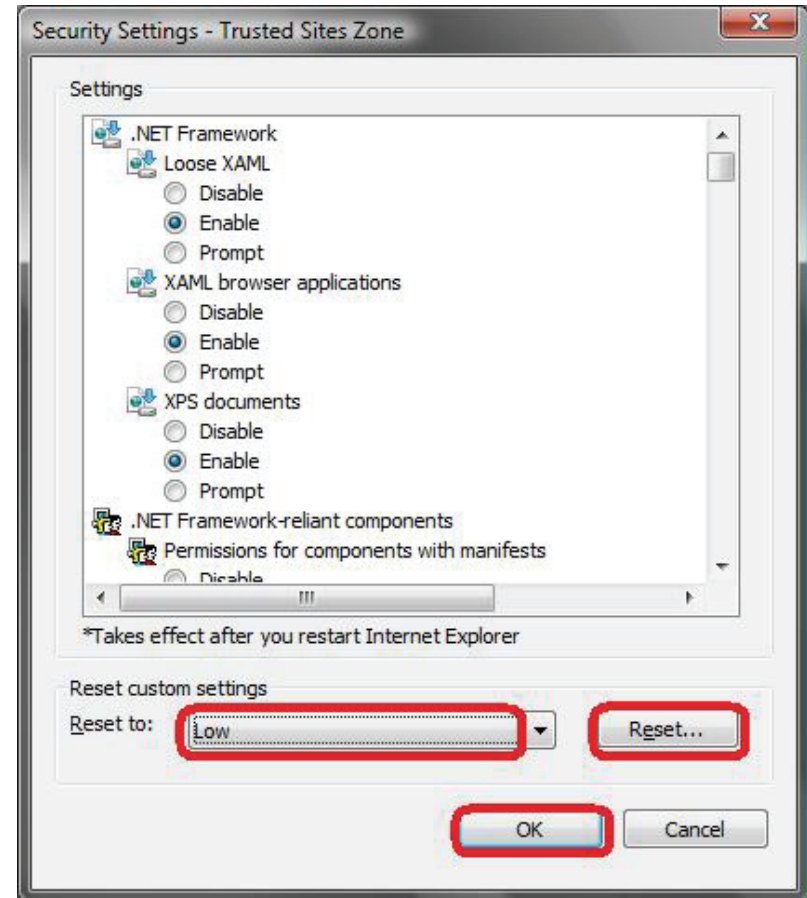 Security Settings - Trusted Sites Zone
Settings
.NET Framework
Loose XAML
Disable
Enable
Prompt
XAML browser applications
Disable
Enable
Prompt
XPS documents
Disable
Enable
Prompt
.NET Framework-reliant components
Permissions for components with manifests
Disable
*Takes effect after you restart Internet Explorer
Reset custom settings
Reset to: Low Reset...
OK Cancel